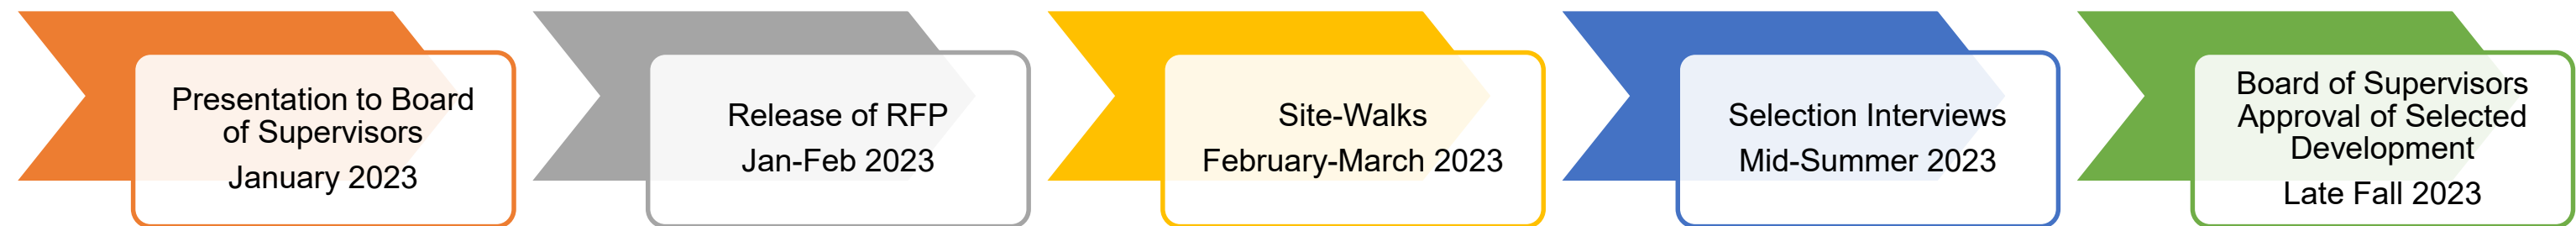 Presentation to Board
of Supervisors
January 2023
Release of RFP
Jan-Feb 2023
Site-Walks
February-March 2023
Selection Interviews
Mid-Summer 2023
Board of Supervisors
Approval of Selected
Development
Late Fall 2023